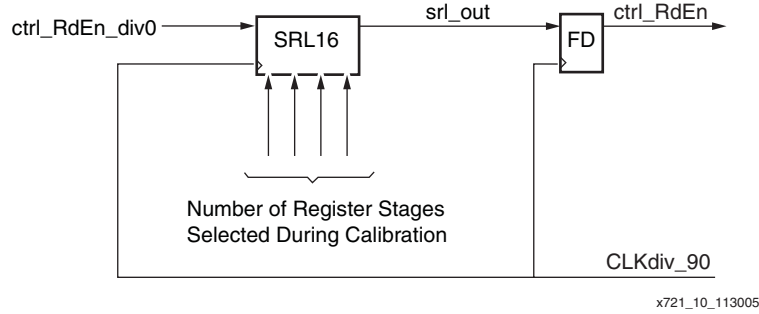 ctrl_RdEn_div0
SRL16
srl_out
FD
ctrl_RdEn
Number of Register Stages
Selected During Calibration
CLKdiv_90
x721_10_113005